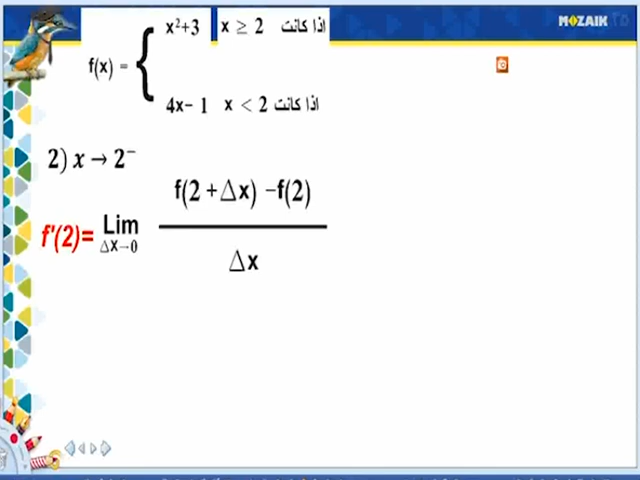 MOZAIK
f(x) = { x²+3 x ≥ 2 اذا كانت
4x− 1 x < 2 اذا كانت
2) x → 2⁻
f'(2)= Lim Δx→0 f(2 +Δx) −f(2)
Δx